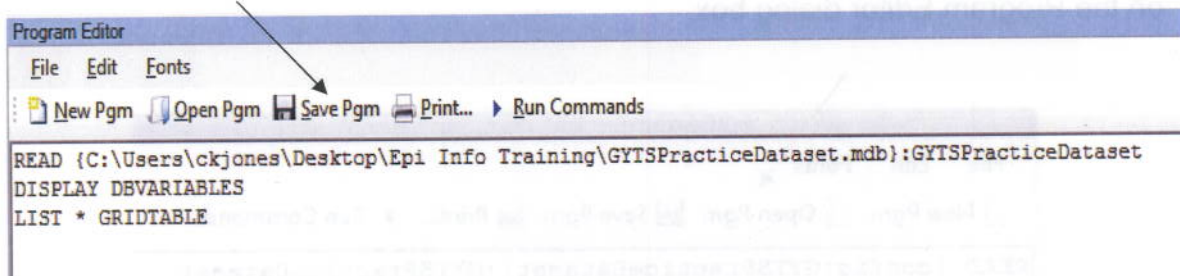 Program Editor
File Edit Fonts
New Pgm Open Pgm Save Pgm Print... Run Commands
READ {C:\Users\ckjones\Desktop\Epi Info Training\GYTSPracticeDataset.mdb}:GYTSPracticeDataset
DISPLAY DBVARIABLES
LIST * GRIDTABLE